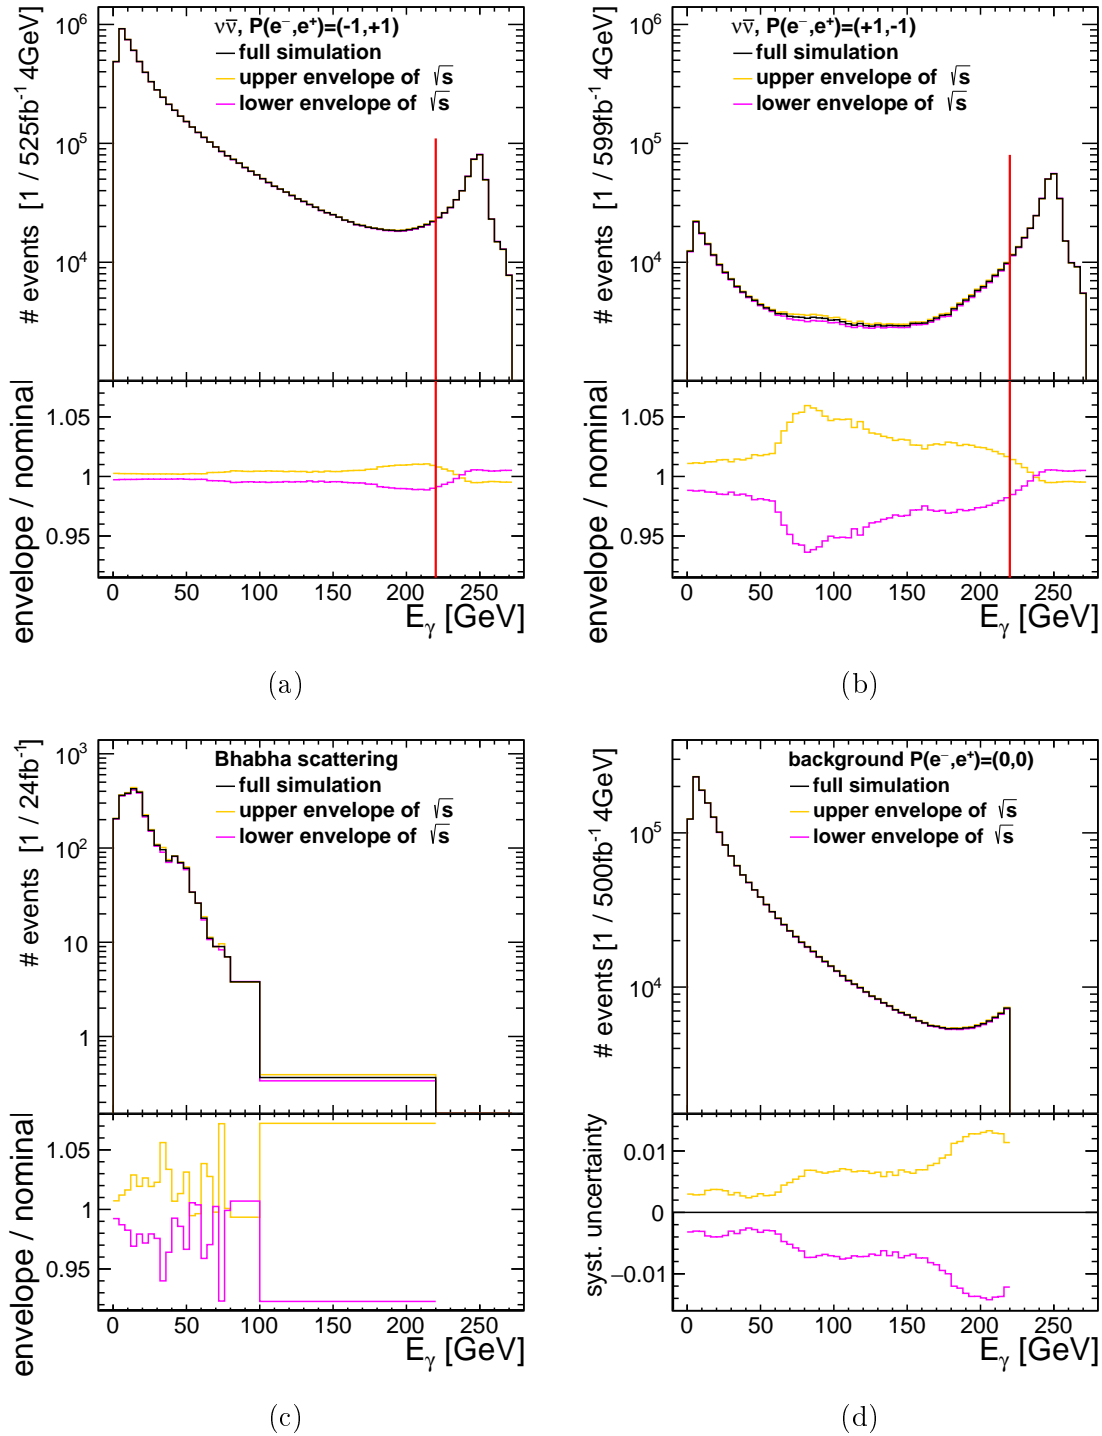 νν̄, P(e⁻,e⁺)=(-1,+1)
full simulation
upper envelope of √s
lower envelope of √s
# events [1 / 525fb⁻¹ 4GeV]
10⁶
10⁵
10⁴
envelope / nominal
1.05
1
0.95
0 50 100 150 200 250
E_γ [GeV]
(a)
νν̄, P(e⁻,e⁺)=(+1,-1)
full simulation
upper envelope of √s
lower envelope of √s
# events [1 / 599fb⁻¹ 4GeV]
10⁶
10⁵
10⁴
envelope / nominal
1.05
1
0.95
0 50 100 150 200 250
E_γ [GeV]
(b)
Bhabha scattering
full simulation
upper envelope of √s
lower envelope of √s
# events [1 / 24fb⁻¹]
10³
10²
10
1
envelope / nominal
1.05
1
0.95
0 50 100 150 200 250
E_γ [GeV]
(c)
background P(e⁻,e⁺)=(0,0)
full simulation
upper envelope of √s
lower envelope of √s
# events [1 / 500fb⁻¹ 4GeV]
10⁵
10⁴
syst. uncertainty
0.01
0
−0.01
0 50 100 150 200 250
E_γ [GeV]
(d)